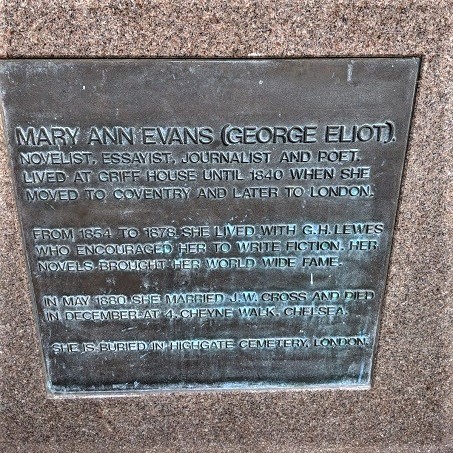 MARY ANN EVANS (GEORGE ELIOT).
NOVELIST, ESSAYIST, JOURNALIST AND POET.
LIVED AT GRIFF HOUSE UNTIL 1840 WHEN SHE
MOVED TO COVENTRY AND LATER TO LONDON.
FROM 1854 TO 1878 SHE LIVED WITH G.H. LEWES
WHO ENCOURAGED HER TO WRITE FICTION. HER
NOVELS BROUGHT HER WORLD WIDE FAME.
IN MAY 1880 SHE MARRIED J.W. CROSS AND DIED
IN DECEMBER AT 4, CHEYNE WALK, CHELSEA.
SHE IS BURIED IN HIGHGATE CEMETERY, LONDON.